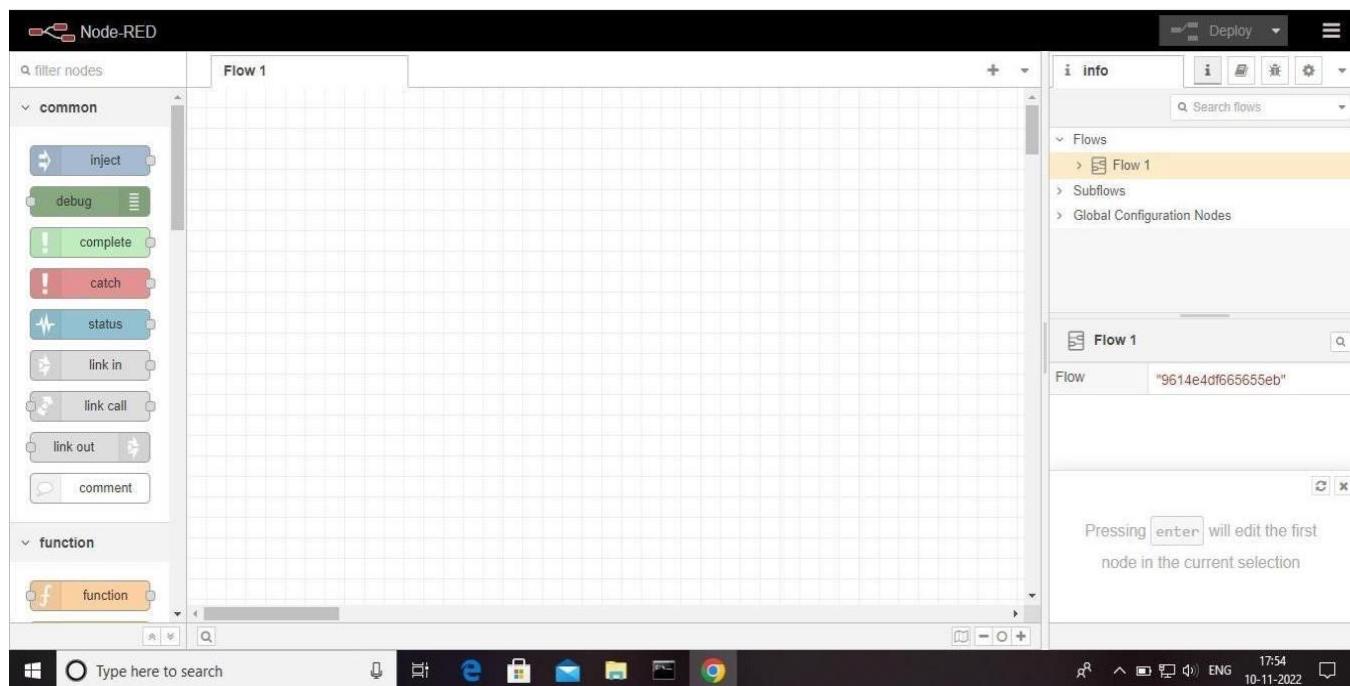 Node-RED
Deploy
filter nodes
Flow 1
info
i
common
Search flows
Flows
inject
Flow 1
debug
Subflows
Global Configuration Nodes
complete
catch
status
Flow 1
link in
Flow
"9614e4df665655eb"
link call
link out
comment
Pressing enter will edit the first
node in the current selection
function
function
Type here to search
ENG
17:54
10-11-2022